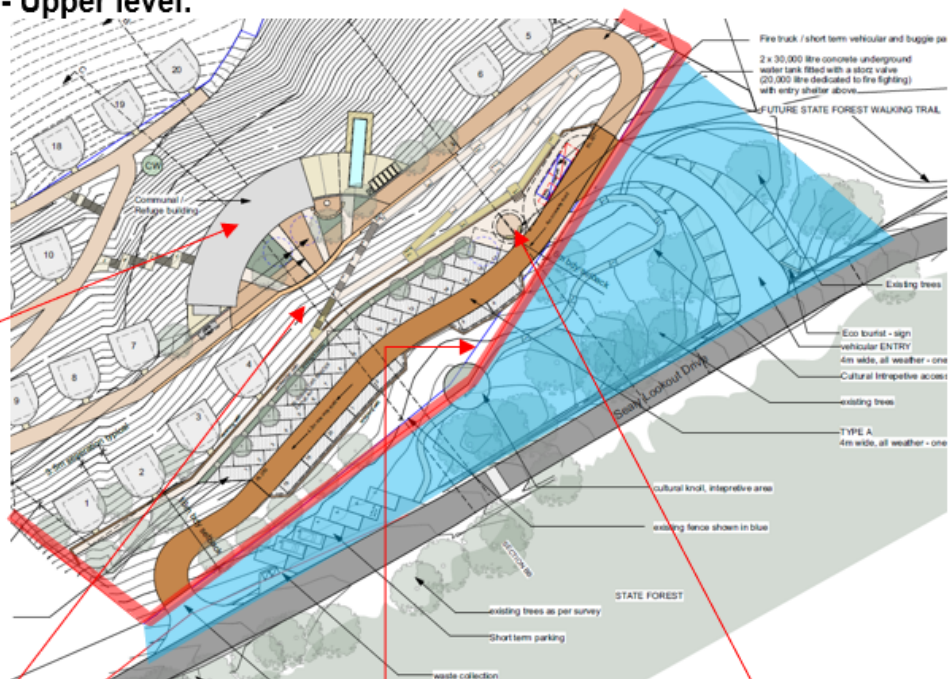 - Upper level.
Fire truck / short term vehicular and buggie pa
2 x 30,000 litre concrete underground
water tank fitted with a storz valve
(20,000 litre dedicated to fire fighting)
with entry shelter above
FUTURE STATE FOREST WALKING TRAIL
5
6
20
19
18
CW
Communal /
Refuge building
10
7
8
9
4
3
2
1
Existing trees
Eco tourist - sign
vehicular ENTRY
4m wide, all weather - one
Cultural Intrepetive access
existing trees
Sealy Lookout Drive
TYPE A
4m wide, all weather - one
cultural knoll, intepretive area
existing fence shown in blue
SECTION BB
STATE FOREST
existing trees as per survey
Short term parking
waste collection